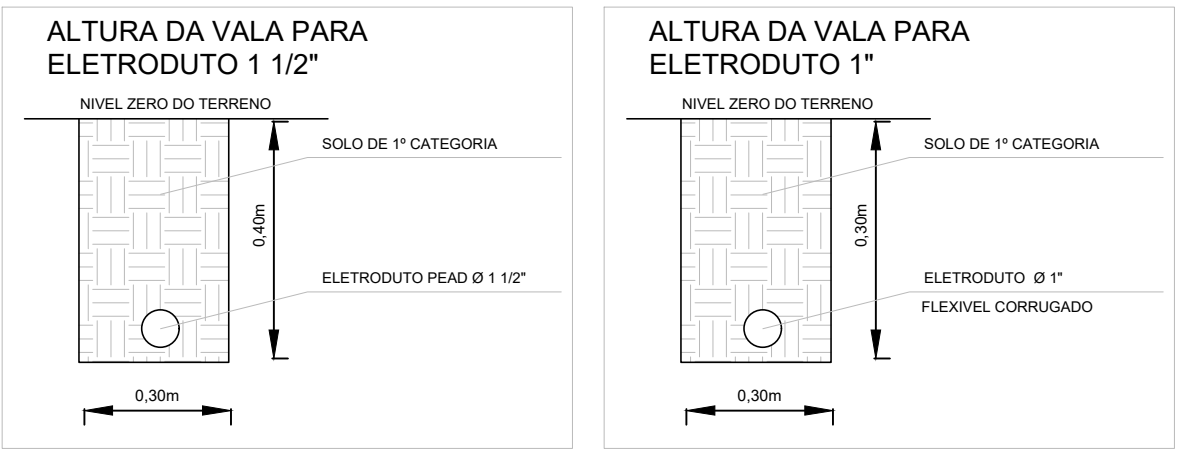 ALTURA DA VALA PARA
ELETRODUTO 1 1/2"
NIVEL ZERO DO TERRENO
SOLO DE 1º CATEGORIA
0,40m
ELETRODUTO PEAD Ø 1 1/2"
0,30m
ALTURA DA VALA PARA
ELETRODUTO 1"
NIVEL ZERO DO TERRENO
SOLO DE 1º CATEGORIA
0,30m
ELETRODUTO Ø 1"
FLEXIVEL CORRUGADO
0,30m